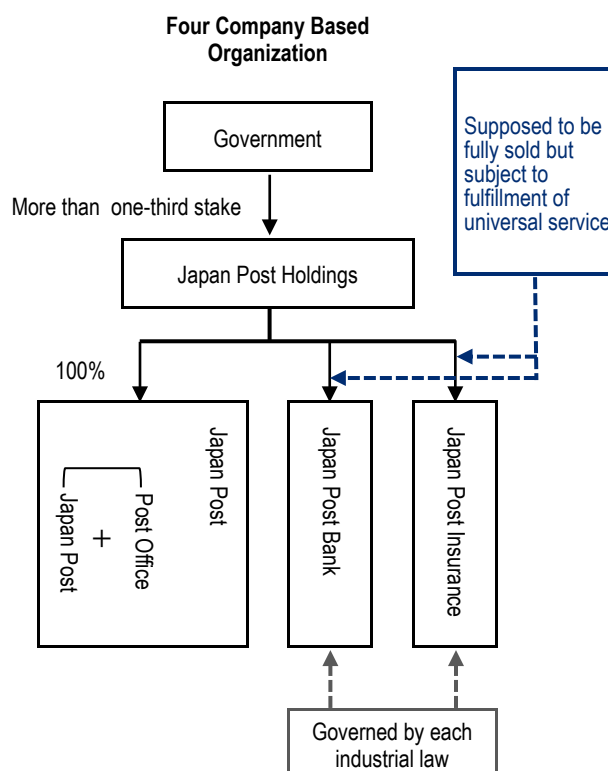 Four Company Based
Organization
Government
Supposed to be
fully sold but
subject to
fulfillment of
universal service
More than one-third stake
Japan Post Holdings
100%
Japan Post
Post Office
+
Japan Post
Japan Post Bank
Japan Post Insurance
Governed by each
industrial law